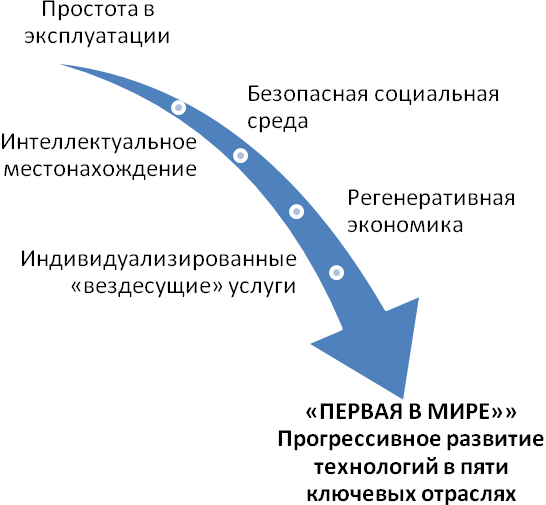 Простота в
эксплуатации
Безопасная социальная
среда
Интеллектуальное
местонахождение
Регенеративная
экономика
Индивидуализированные
«вездесущие» услуги
«ПЕРВАЯ В МИРЕ»»
Прогрессивное развитие
технологий в пяти
ключевых отраслях